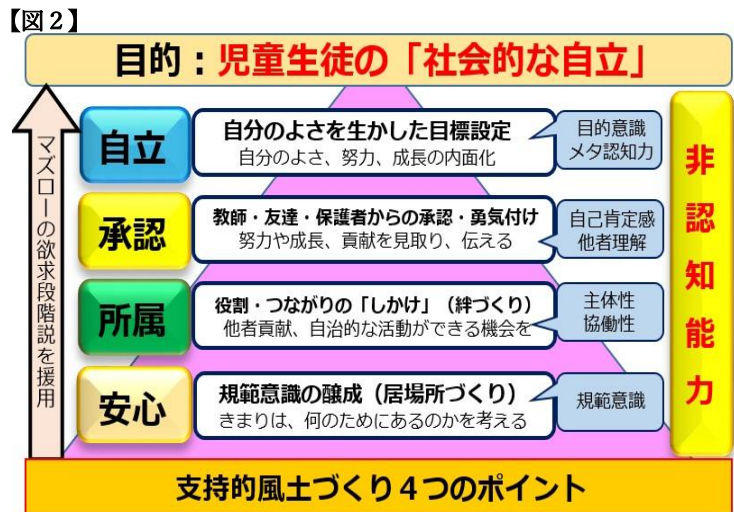 【図２】
目的：児童生徒の「社会的な自立」
マズローの欲求段階説を援用
自立
自分のよさを生かした目標設定
自分のよさ、努力、成長の内面化
目的意識
メタ認知力
承認
教師・友達・保護者からの承認・勇気付け
努力や成長、貢献を見取り、伝える
自己肯定感
他者理解
所属
役割・つながりの「しかけ」（絆づくり）
他者貢献、自治的な活動ができる機会を
主体性
協働性
安心
規範意識の醸成（居場所づくり）
きまりは、何のためにあるのかを考える
規範意識
非認知能力
支持的風土づくり４つのポイント